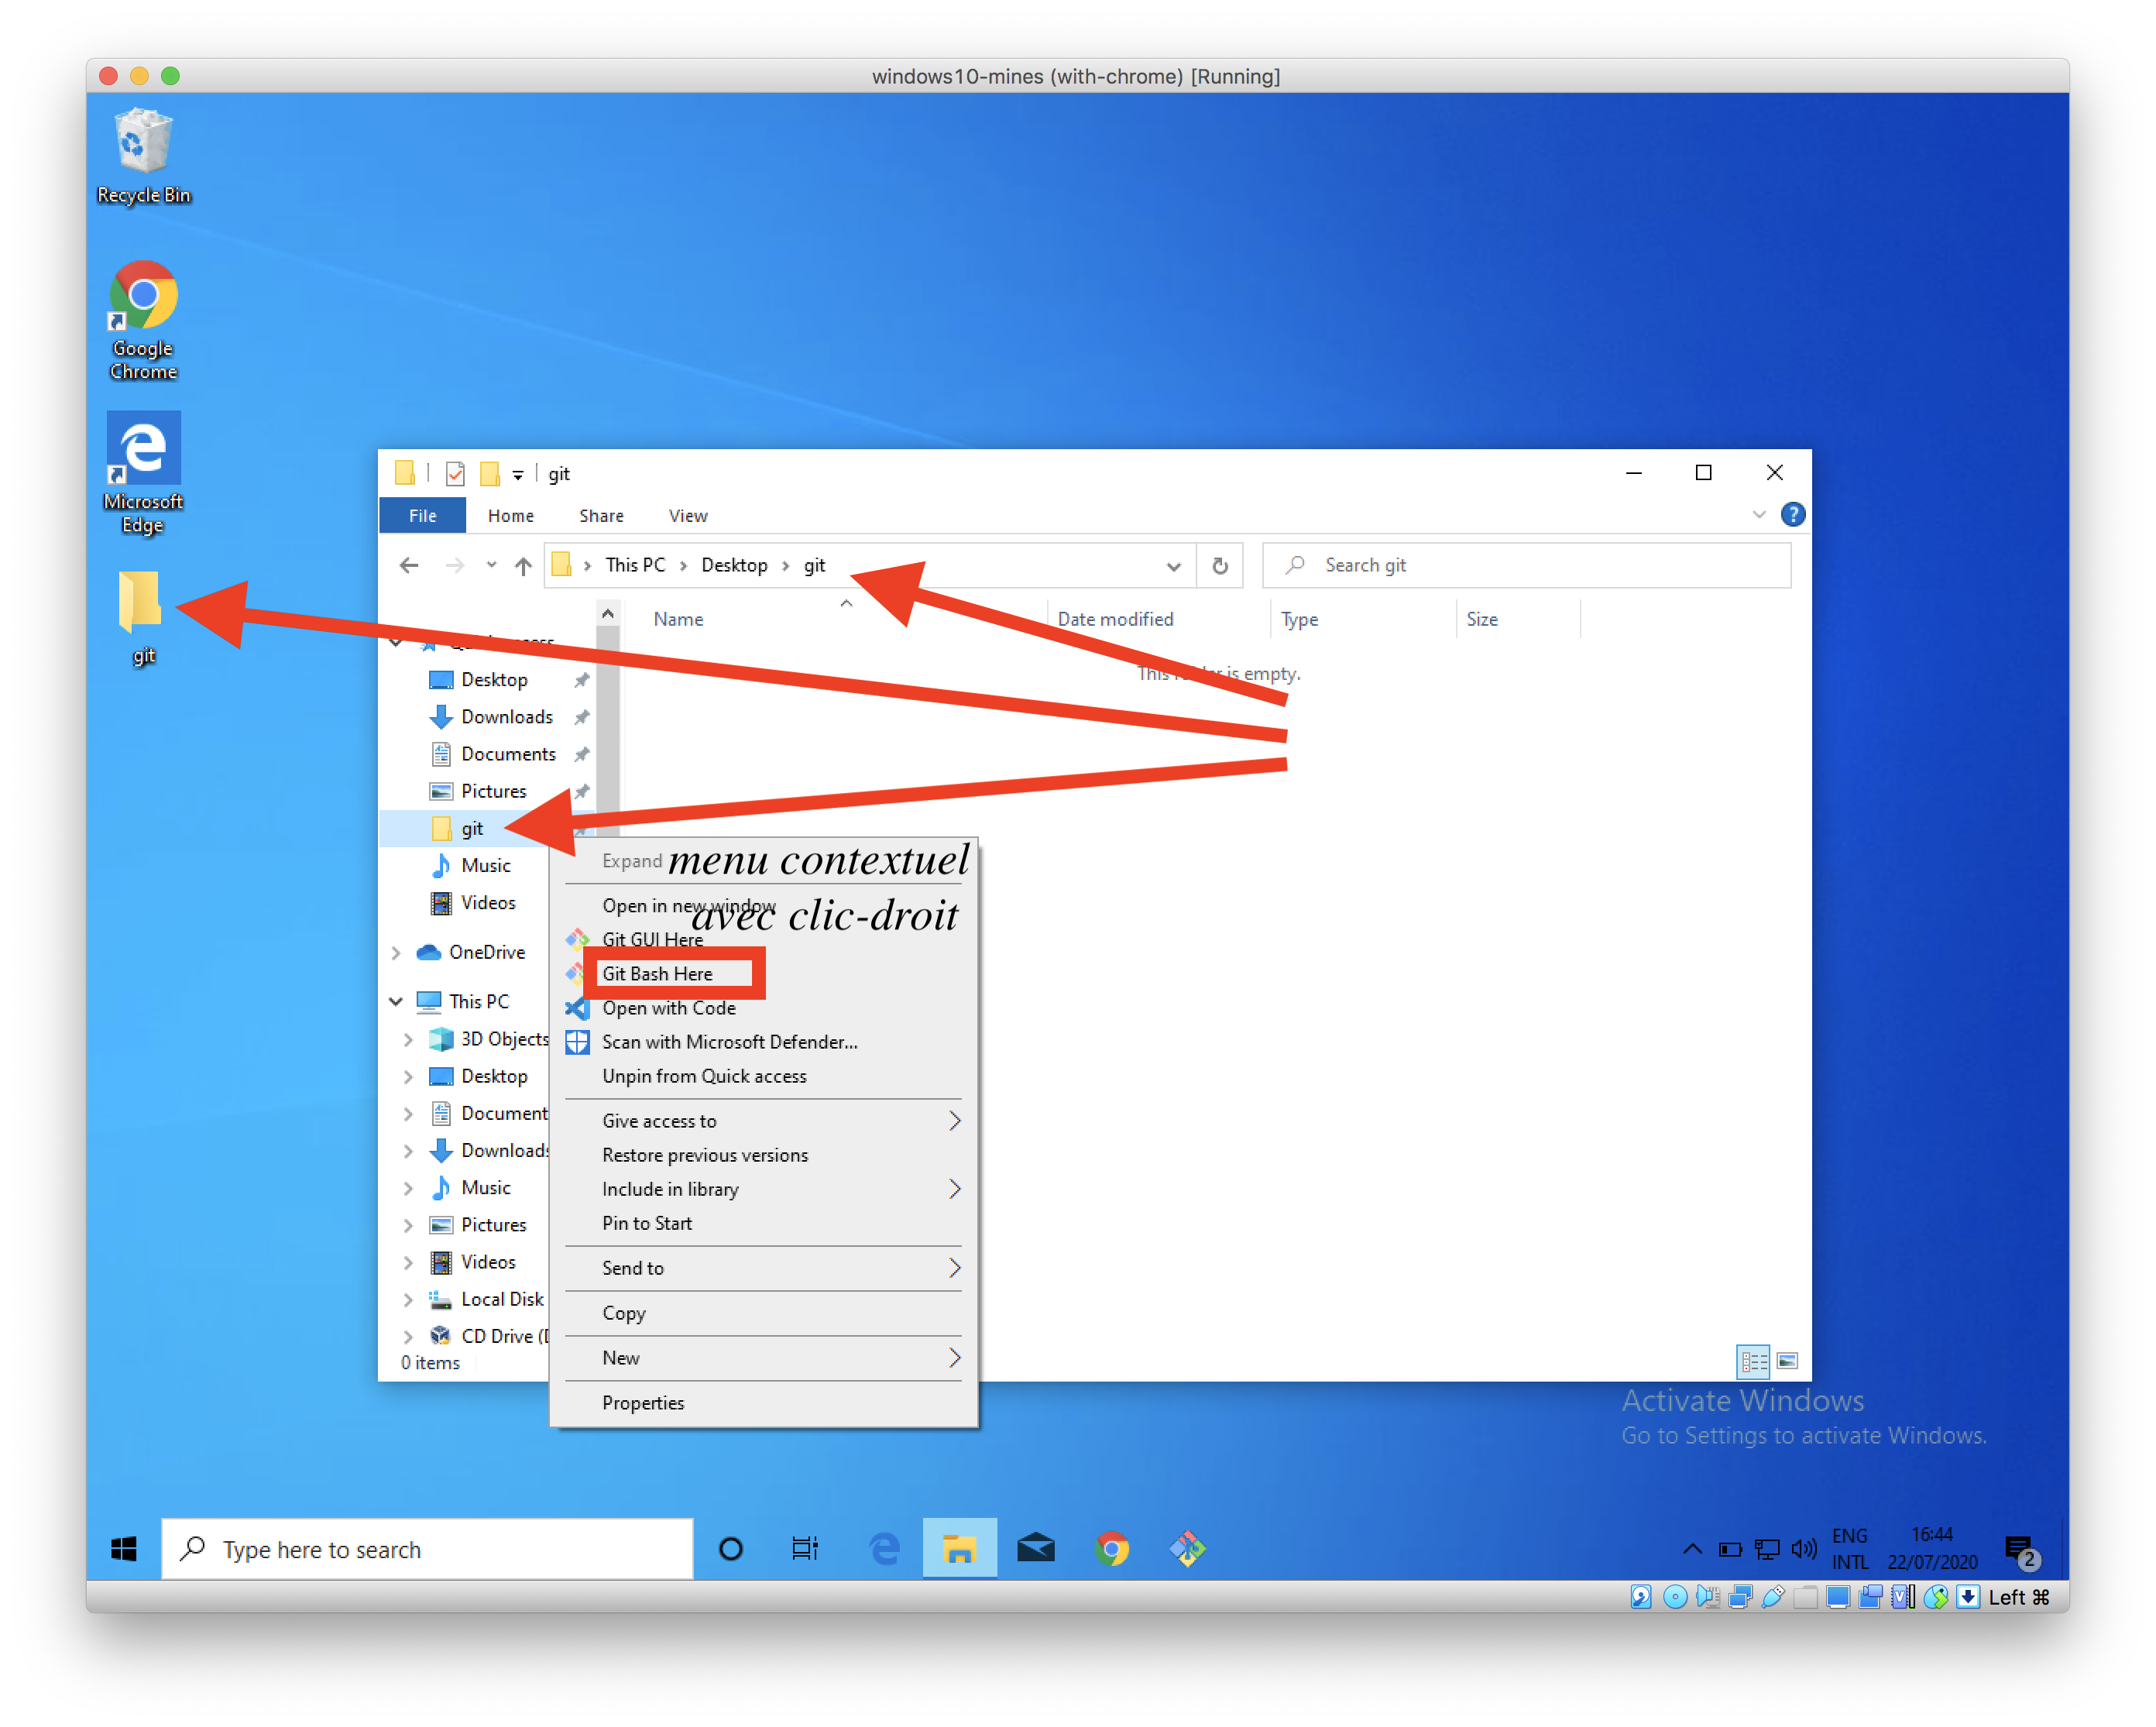 windows10-mines (with-chrome) [Running]
Recycle Bin
Google
Chrome
Microsoft
Edge
git
git
File Home Share View
This PC Desktop git
Search git
Name Date modified Type Size
This is empty.
Desktop
Downloads
Documents
Pictures
git
Music
Videos
OneDrive
This PC
3D Objects
Desktop
Document
Downloads
Music
Pictures
Videos
Local Disk
CD Drive (D
0 items
Expand menu contextuel
Open in new window
avec clic-droit
Git GUI Here
Git Bash Here
Open with Code
Scan with Microsoft Defender...
Unpin from Quick access
Give access to
Restore previous versions
Include in library
Pin to Start
Send to
Copy
New
Properties
Activate Windows
Go to Settings to activate Windows.
Type here to search
ENG
INTL
16:44
22/07/2020
2
Left ⌘